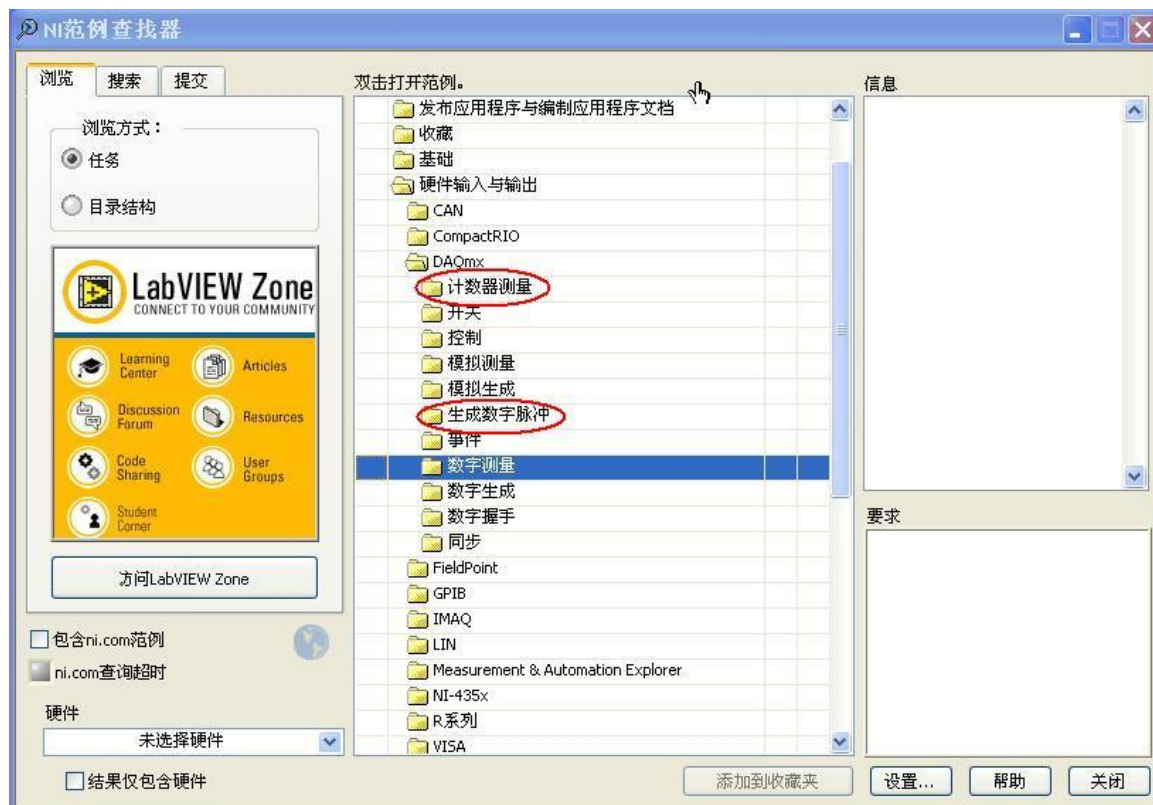 NI范例查找器
浏览 搜索 提交
浏览方式：
任务
目录结构
LabVIEW Zone
CONNECT TO YOUR COMMUNITY
Learning Center
Articles
Discussion Forum
Resources
Code Sharing
User Groups
Student Corner
访问LabVIEW Zone
包含ni.com范例
ni.com查询超时
硬件
未选择硬件
结果仅包含硬件
双击打开范例。
发布应用程序与编制应用程序文档
收藏
基础
硬件输入与输出
CAN
CompactRIO
DAQmx
计数器测量
开关
控制
模拟测量
模拟生成
生成数字脉冲
事件
数字测量
数字生成
数字握手
同步
FieldPoint
GPIB
IMAQ
LIN
Measurement & Automation Explorer
NI-435x
R系列
VISA
信息
要求
添加到收藏夹
设置...
帮助
关闭